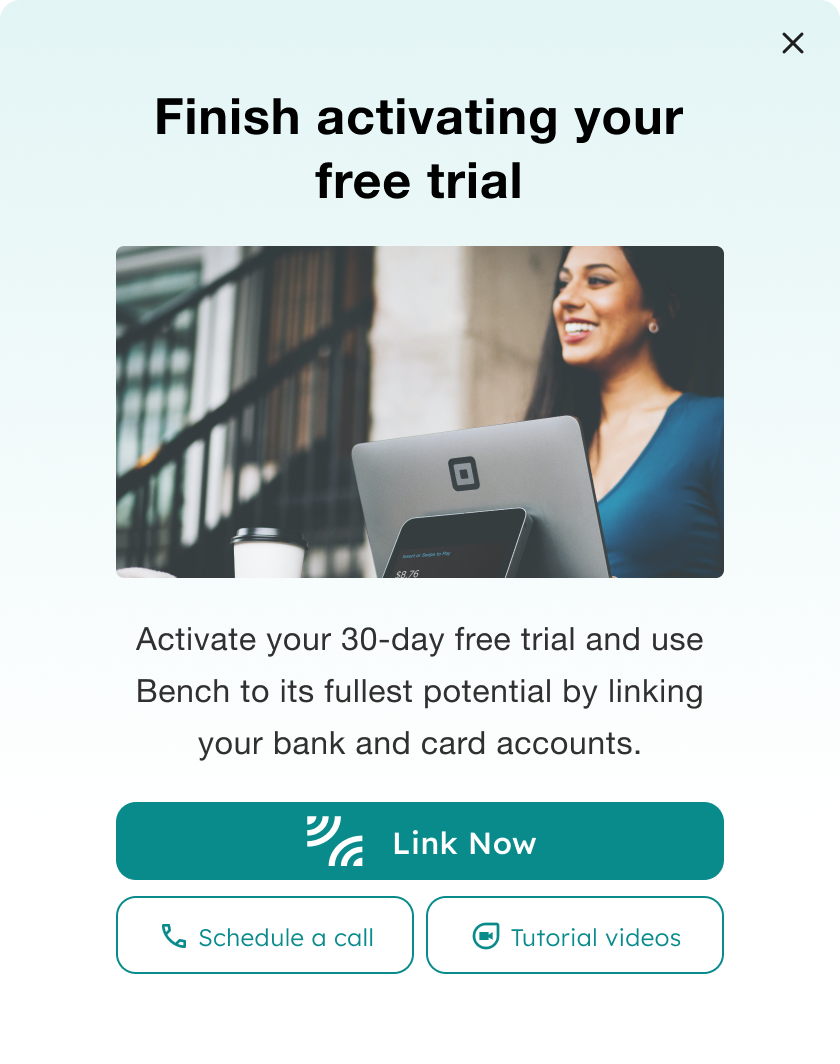 Finish activating your
free trial
Insert or Swipe to Pay
$8.76
Activate your 30-day free trial and use
Bench to its fullest potential by linking
your bank and card accounts.
Link Now
Schedule a call
Tutorial videos